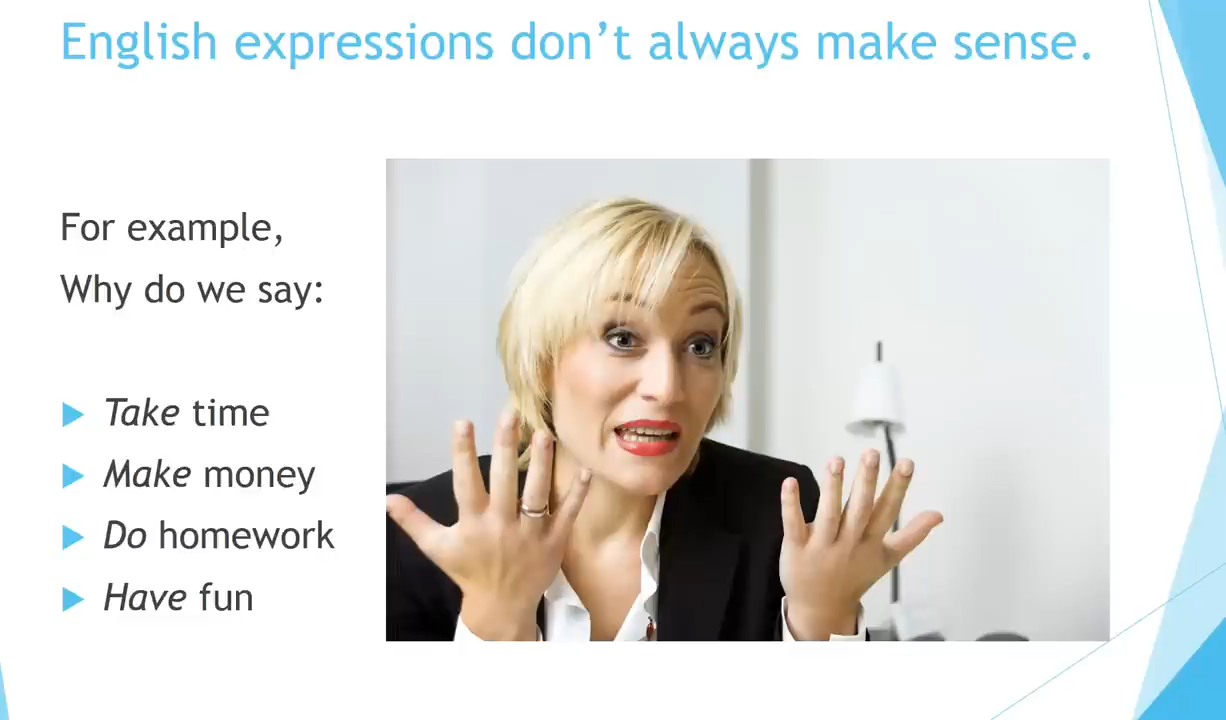 English expressions don’t always make sense.
For example,
Why do we say:
Take time
Make money
Do homework
Have fun